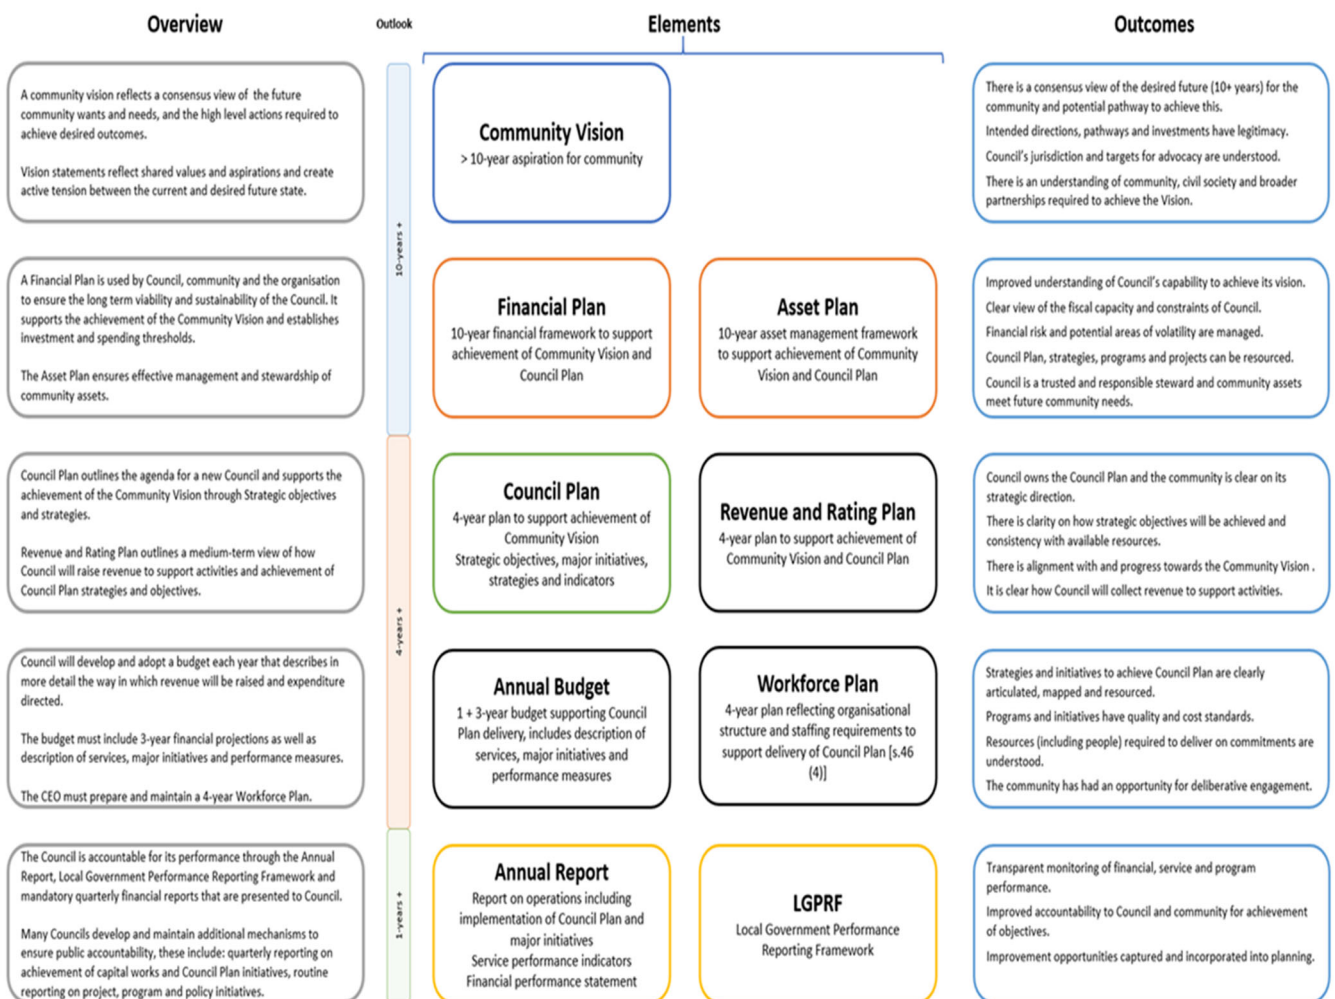 Overview
Outlook
Elements
Outcomes
A community vision reflects a consensus view of the future
community wants and needs, and the high level actions required to
achieve desired outcomes.
Vision statements reflect shared values and aspirations and create
active tension between the current and desired future state.
10-years +
Community Vision
> 10-year aspiration for community
There is a consensus view of the desired future (10+ years) for the
community and potential pathway to achieve this.
Intended directions, pathways and investments have legitimacy.
Council's jurisdiction and targets for advocacy are understood.
There is an understanding of community, civil society and broader
partnerships required to achieve the Vision.
A Financial Plan is used by Council, community and the organisation
to ensure the long term viability and sustainability of the Council. It
supports the achievement of the Community Vision and establishes
investment and spending thresholds.
The Asset Plan ensures effective management and stewardship of
community assets.
Financial Plan
10-year financial framework to support
achievement of Community Vision and
Council Plan
Asset Plan
10-year asset management framework
to support achievement of Community
Vision and Council Plan
Improved understanding of Council's capability to achieve its vision.
Clear view of the fiscal capacity and constraints of Council.
Financial risk and potential areas of volatility are managed.
Council Plan, strategies, programs and projects can be resourced.
Council is a trusted and responsible steward and community assets
meet future community needs.
Council Plan outlines the agenda for a new Council and supports the
achievement of the Community Vision through Strategic objectives
and strategies.
Revenue and Rating Plan outlines a medium-term view of how
Council will raise revenue to support activities and achievement of
Council Plan strategies and objectives.
4-years +
Council Plan
4-year plan to support achievement of
Community Vision
Strategic objectives, major initiatives,
strategies and indicators
Revenue and Rating Plan
4-year plan to support achievement of
Community Vision and Council Plan
Council owns the Council Plan and the community is clear on its
strategic direction.
There is clarity on how strategic objectives will be achieved and
consistency with available resources.
There is alignment with and progress towards the Community Vision .
It is clear how Council will collect revenue to support activities.
Council will develop and adopt a budget each year that describes in
more detail the way in which revenue will be raised and expenditure
directed.
The budget must include 3-year financial projections as well as
description of services, major initiatives and performance measures.
The CEO must prepare and maintain a 4-year Workforce Plan.
Annual Budget
1 + 3-year budget supporting Council
Plan delivery, includes description of
services, major initiatives and
performance measures
Workforce Plan
4-year plan reflecting organisational
structure and staffing requirements to
support delivery of Council Plan [s.46
(4)]
Strategies and initiatives to achieve Council Plan are clearly
articulated, mapped and resourced.
Programs and initiatives have quality and cost standards.
Resources (including people) required to deliver on commitments are
understood.
The community has had an opportunity for deliberative engagement.
The Council is accountable for its performance through the Annual
Report, Local Government Performance Reporting Framework and
mandatory quarterly financial reports that are presented to Council.
Many Councils develop and maintain additional mechanisms to
ensure public accountability, these include: quarterly reporting on
achievement of capital works and Council Plan initiatives, routine
reporting on project, program and policy initiatives.
1-years +
Annual Report
Report on operations including
implementation of Council Plan and
major initiatives
Service performance indicators
Financial performance statement
LGPRF
Local Government Performance
Reporting Framework
Transparent monitoring of financial, service and program
performance.
Improved accountability to Council and community for achievement
of objectives.
Improvement opportunities captured and incorporated into planning.